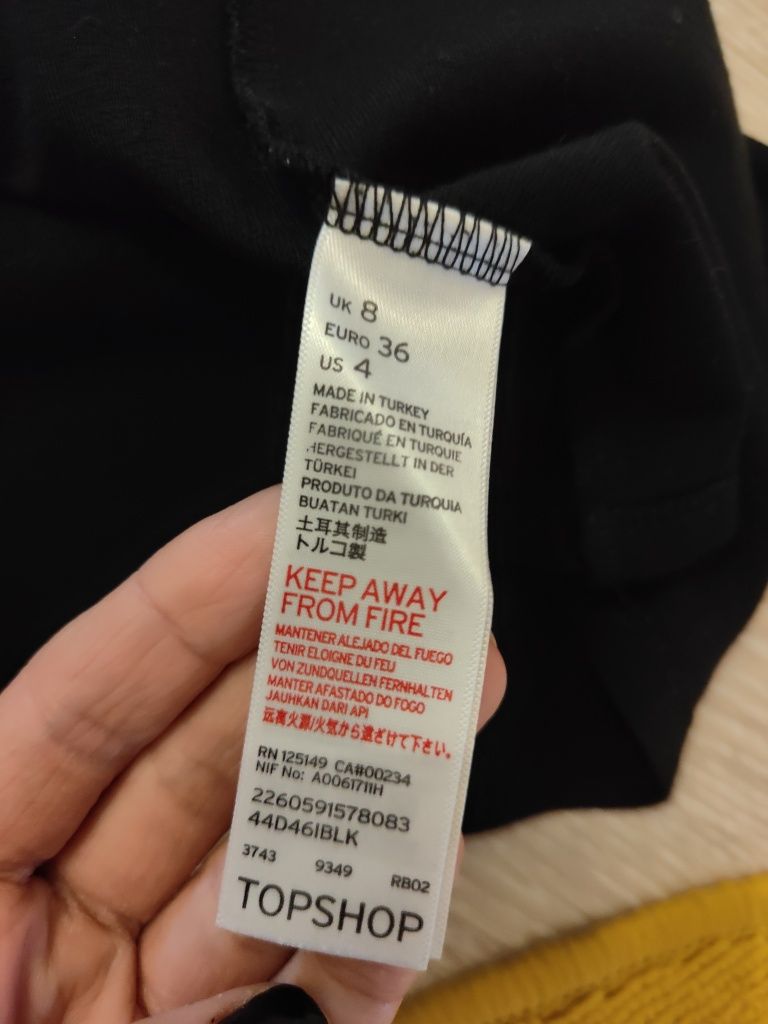 UK 8
EURO 36
US 4
MADE IN TURKEY
FABRICADO EN TURQUÍA
FABRIQUÉ EN TURQUIE
HERGESTELLT IN DER
TÜRKEI
PRODUTO DA TURQUIA
BUATAN TURKI
土耳其制造
トルコ製
KEEP AWAY
FROM FIRE
MANTENER ALEJADO DEL FUEGO
TENIR ELOIGNE DU FEU
VON ZUNDQUELLEN FERNHALTEN
MANTER AFASTADO DO FOGO
JAUHKAN DARI API
远离火源/火気から遠ざけて下さい。
RN 125149 CA#00234
NIF No: A0061711H
2260591578083
44D46IBLK
3743 9349 RB02
TOPSHOP